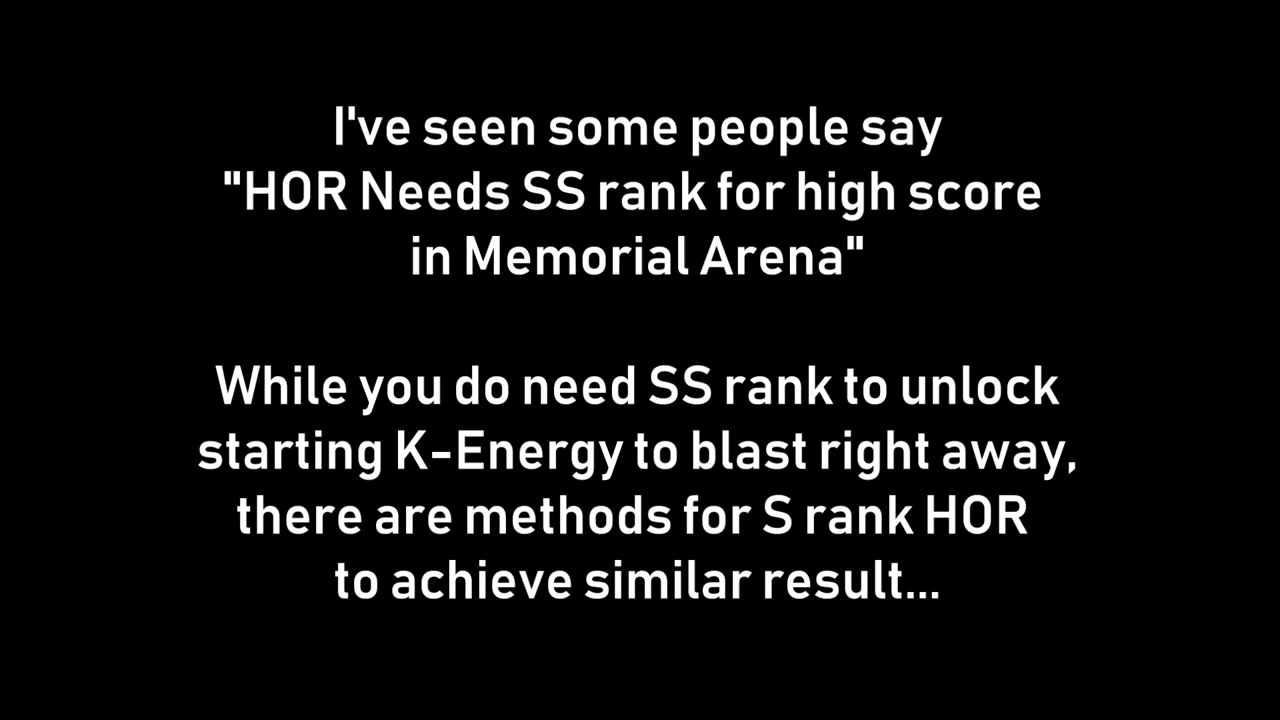 I've seen some people say
"HOR Needs SS rank for high score
in Memorial Arena"
While you do need SS rank to unlock
starting K-Energy to blast right away,
there are methods for S rank HOR
to achieve similar result...